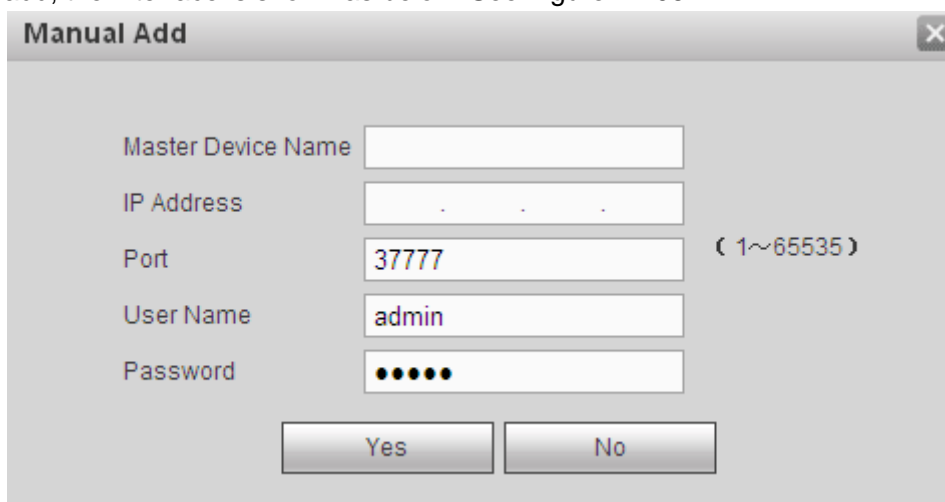 Manual Add
Master Device Name
IP Address . . .
Port 37777 ( 1~65535 )
User Name admin
Password •••••
Yes No